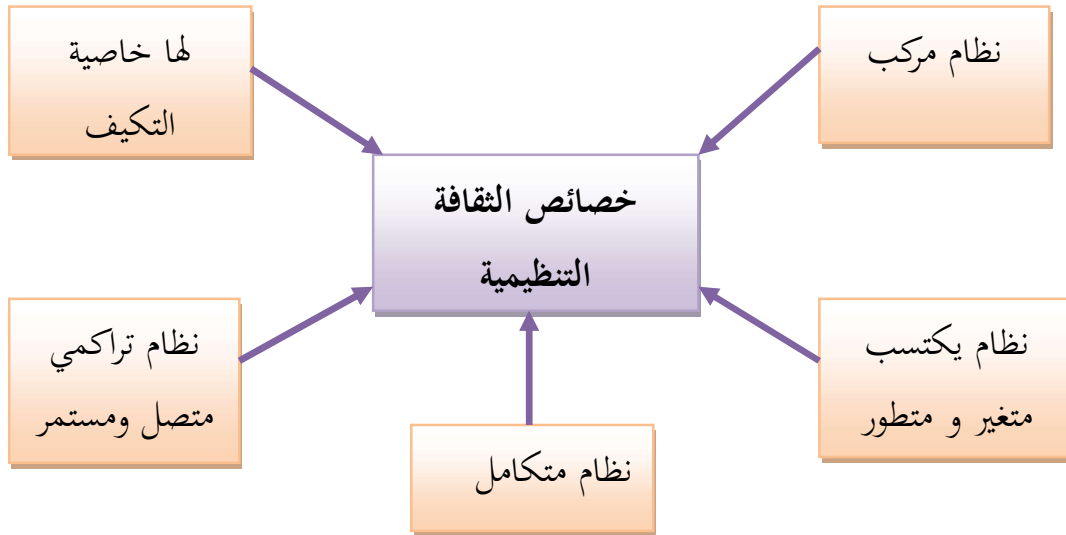 نظام مركب
لها خاصية
التكيف
خصائص الثقافة
التنظيمية
نظام يكتسب
متغير و متطور
نظام تراكمي
متصل ومستمر
نظام متكامل